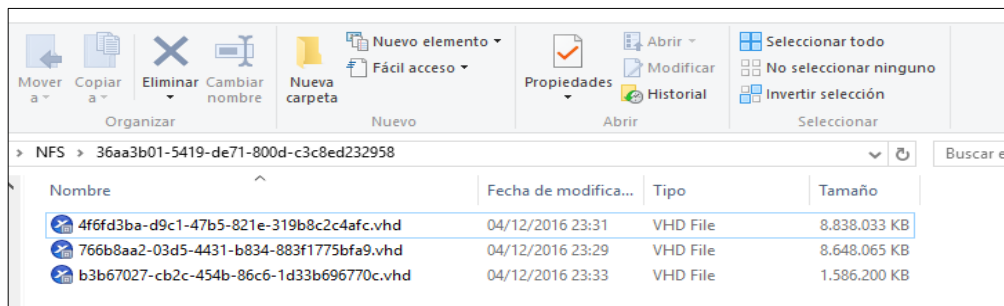 Mover a
Copiar a
Eliminar
Cambiar nombre
Nueva carpeta
Nuevo elemento
Fácil acceso
Propiedades
Abrir
Modificar
Historial
Seleccionar todo
No seleccionar ninguno
Invertir selección
Organizar
Nuevo
Abrir
Seleccionar
> NFS > 36aa3b01-5419-de71-800d-c3c8ed232958
Buscar e
Nombre Fecha de modifica... Tipo Tamaño
4f6fd3ba-d9c1-47b5-821e-319b8c2c4afc.vhd 04/12/2016 23:31 VHD File 8.838.033 KB
766b8aa2-03d5-4431-b834-883f1775bfa9.vhd 04/12/2016 23:29 VHD File 8.648.065 KB
b3b67027-cb2c-454b-86c6-1d33b696770c.vhd 04/12/2016 23:33 VHD File 1.586.200 KB